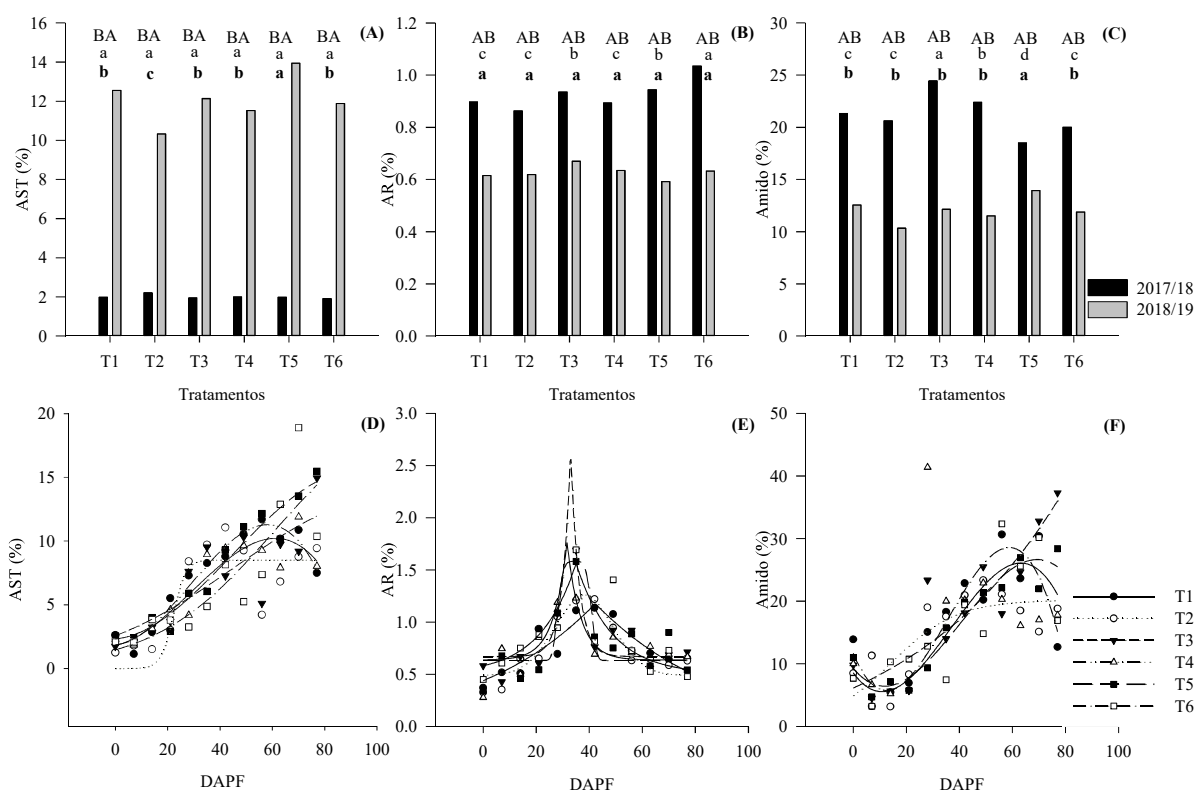 (A)
BA BA BA BA BA BA
a a a a a a
b c b b a b
AST (%)
16
14
12
10
8
6
4
2
0
T1 T2 T3 T4 T5 T6
Tratamentos
(B)
AB AB AB AB AB AB
c c b c b a
a a a a a a
AR (%)
1.2
1.0
0.8
0.6
0.4
0.2
0.0
T1 T2 T3 T4 T5 T6
Tratamentos
(C)
AB AB AB AB AB AB
c c a b d c
b b b b a b
Amido (%)
30
25
20
15
10
5
0
T1 T2 T3 T4 T5 T6
Tratamentos
2017/18
2018/19
(D)
AST (%)
20
15
10
5
0
0 20 40 60 80 100
DAPF
(E)
AR (%)
3.0
2.5
2.0
1.5
1.0
0.5
0.0
0 20 40 60 80 100
DAPF
(F)
Amido (%)
50
40
30
20
10
0
0 20 40 60 80 100
DAPF
T1
T2
T3
T4
T5
T6